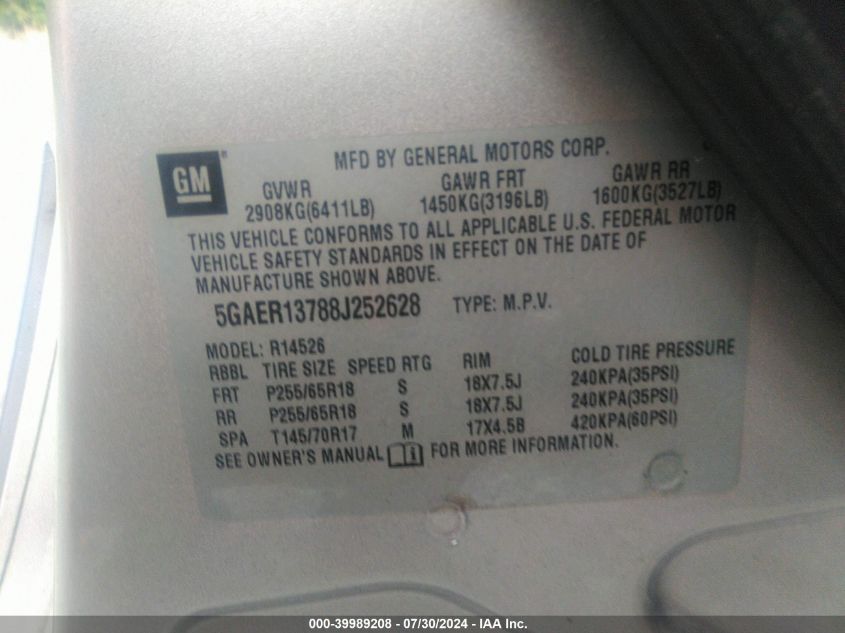 GM
MFD BY GENERAL MOTORS CORP.
GVWR GAWR FRT GAWR RR
2908KG(6411LB) 1450KG(3196LB) 1600KG(3527LB)
THIS VEHICLE CONFORMS TO ALL APPLICABLE U.S. FEDERAL MOTOR
VEHICLE SAFETY STANDARDS IN EFFECT ON THE DATE OF
MANUFACTURE SHOWN ABOVE.
5GAER13788J252628 TYPE: M.P.V.
MODEL: R14526
RBBL TIRE SIZE SPEED RTG RIM COLD TIRE PRESSURE
FRT P255/65R18 S 18X7.5J 240KPA(35PSI)
RR P255/65R18 S 18X7.5J 240KPA(35PSI)
SPA T145/70R17 M 17X4.5B 420KPA(60PSI)
SEE OWNER'S MANUAL i FOR MORE INFORMATION.
000-39989208 - 07/30/2024 - IAA Inc.